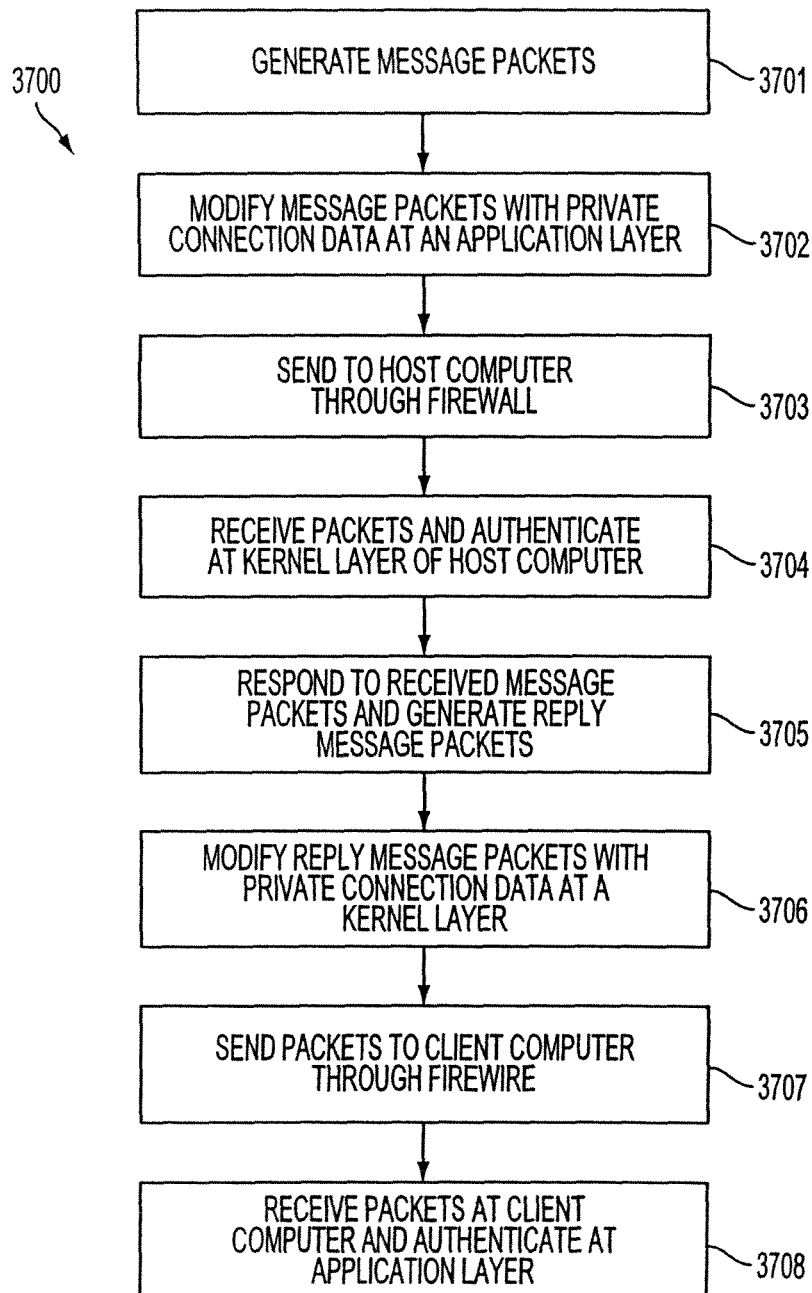 3700
GENERATE MESSAGE PACKETS
3701
MODIFY MESSAGE PACKETS WITH PRIVATE
CONNECTION DATA AT AN APPLICATION LAYER
3702
SEND TO HOST COMPUTER
THROUGH FIREWALL
3703
RECEIVE PACKETS AND AUTHENTICATE
AT KERNEL LAYER OF HOST COMPUTER
3704
RESPOND TO RECEIVED MESSAGE
PACKETS AND GENERATE REPLY
MESSAGE PACKETS
3705
MODIFY REPLY MESSAGE PACKETS WITH
PRIVATE CONNECTION DATA AT A
KERNEL LAYER
3706
SEND PACKETS TO CLIENT COMPUTER
THROUGH FIREWIRE
3707
RECEIVE PACKETS AT CLIENT
COMPUTER AND AUTHENTICATE AT
APPLICATION LAYER
3708